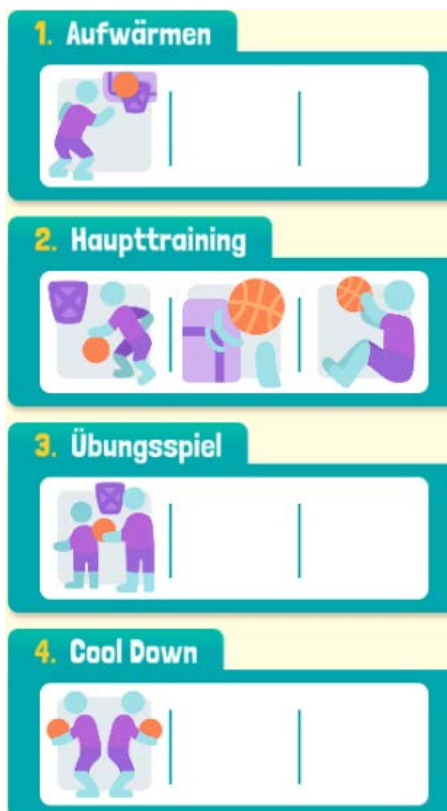 1. Aufwärmen
2. Haupttraining
3. Übungsspiel
4. Cool Down